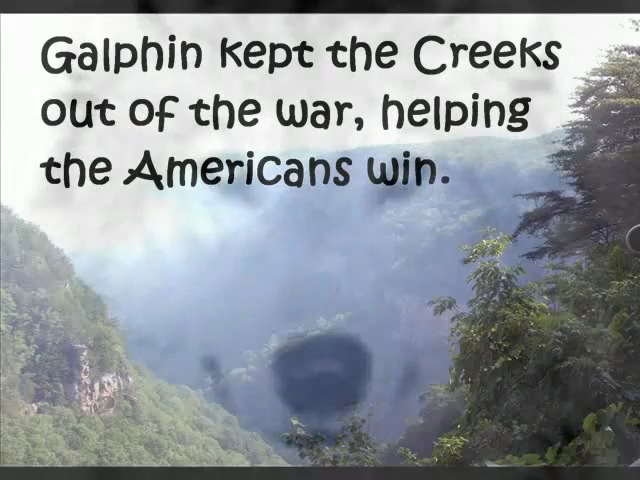 Galphin kept the Creeks
out of the war, helping
the Americans win.